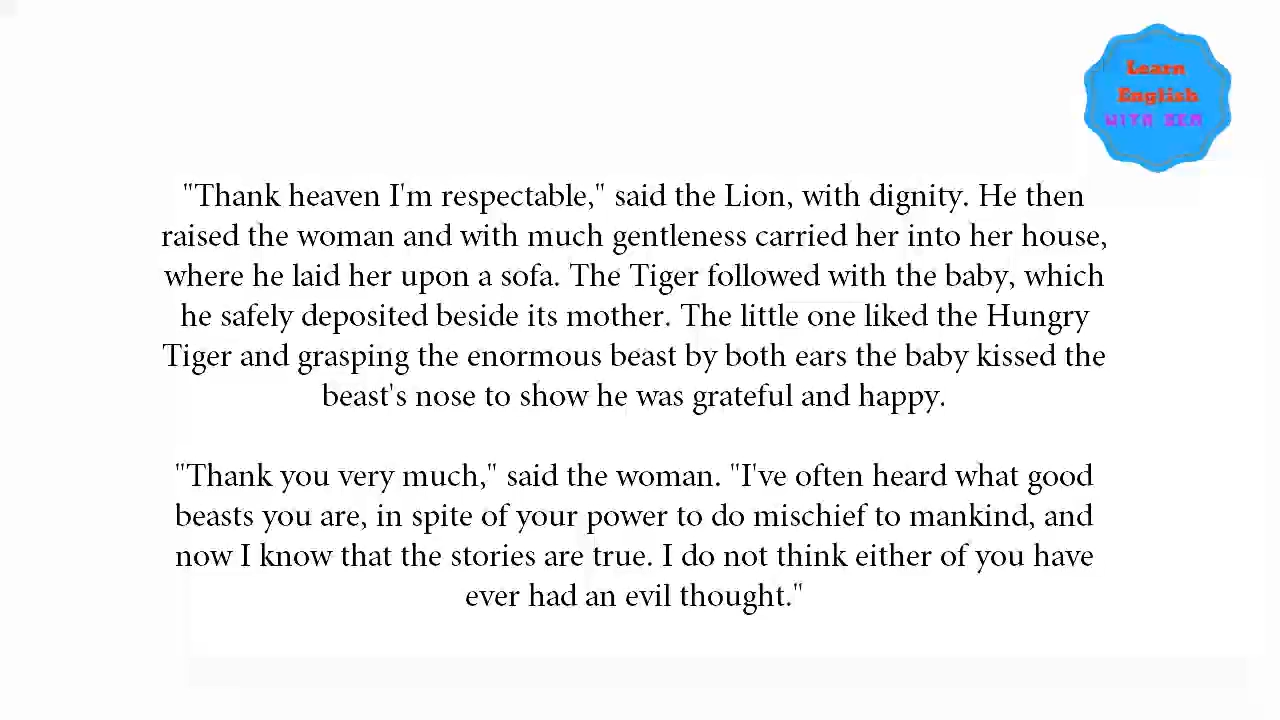 Learn
English
WITH KEN
"Thank heaven I'm respectable," said the Lion, with dignity. He then
raised the woman and with much gentleness carried her into her house,
where he laid her upon a sofa. The Tiger followed with the baby, which
he safely deposited beside its mother. The little one liked the Hungry
Tiger and grasping the enormous beast by both ears the baby kissed the
beast's nose to show he was grateful and happy.
"Thank you very much," said the woman. "I've often heard what good
beasts you are, in spite of your power to do mischief to mankind, and
now I know that the stories are true. I do not think either of you have
ever had an evil thought."